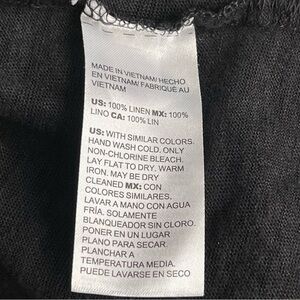 MADE IN VIETNAM/ HECHO
EN VIETNAM/ FABRIQUÉ AU
VIETNAM
US: 100% LINEN MX: 100%
LINO CA: 100% LIN
US: WITH SIMILAR COLORS.
HAND WASH COLD. ONLY
NON-CHLORINE BLEACH.
LAY FLAT TO DRY. WARM
IRON. MAY BE DRY
CLEANED MX: CON
COLORES SIMILARES.
LAVAR A MANO CON AGUA
FRÍA. SOLAMENTE
BLANQUEADOR SIN CLORO.
PONER EN UN LUGAR
PLANO PARA SECAR.
PLANCHAR A
TEMPERATURA MEDIA.
PUEDE LAVARSE EN SECO